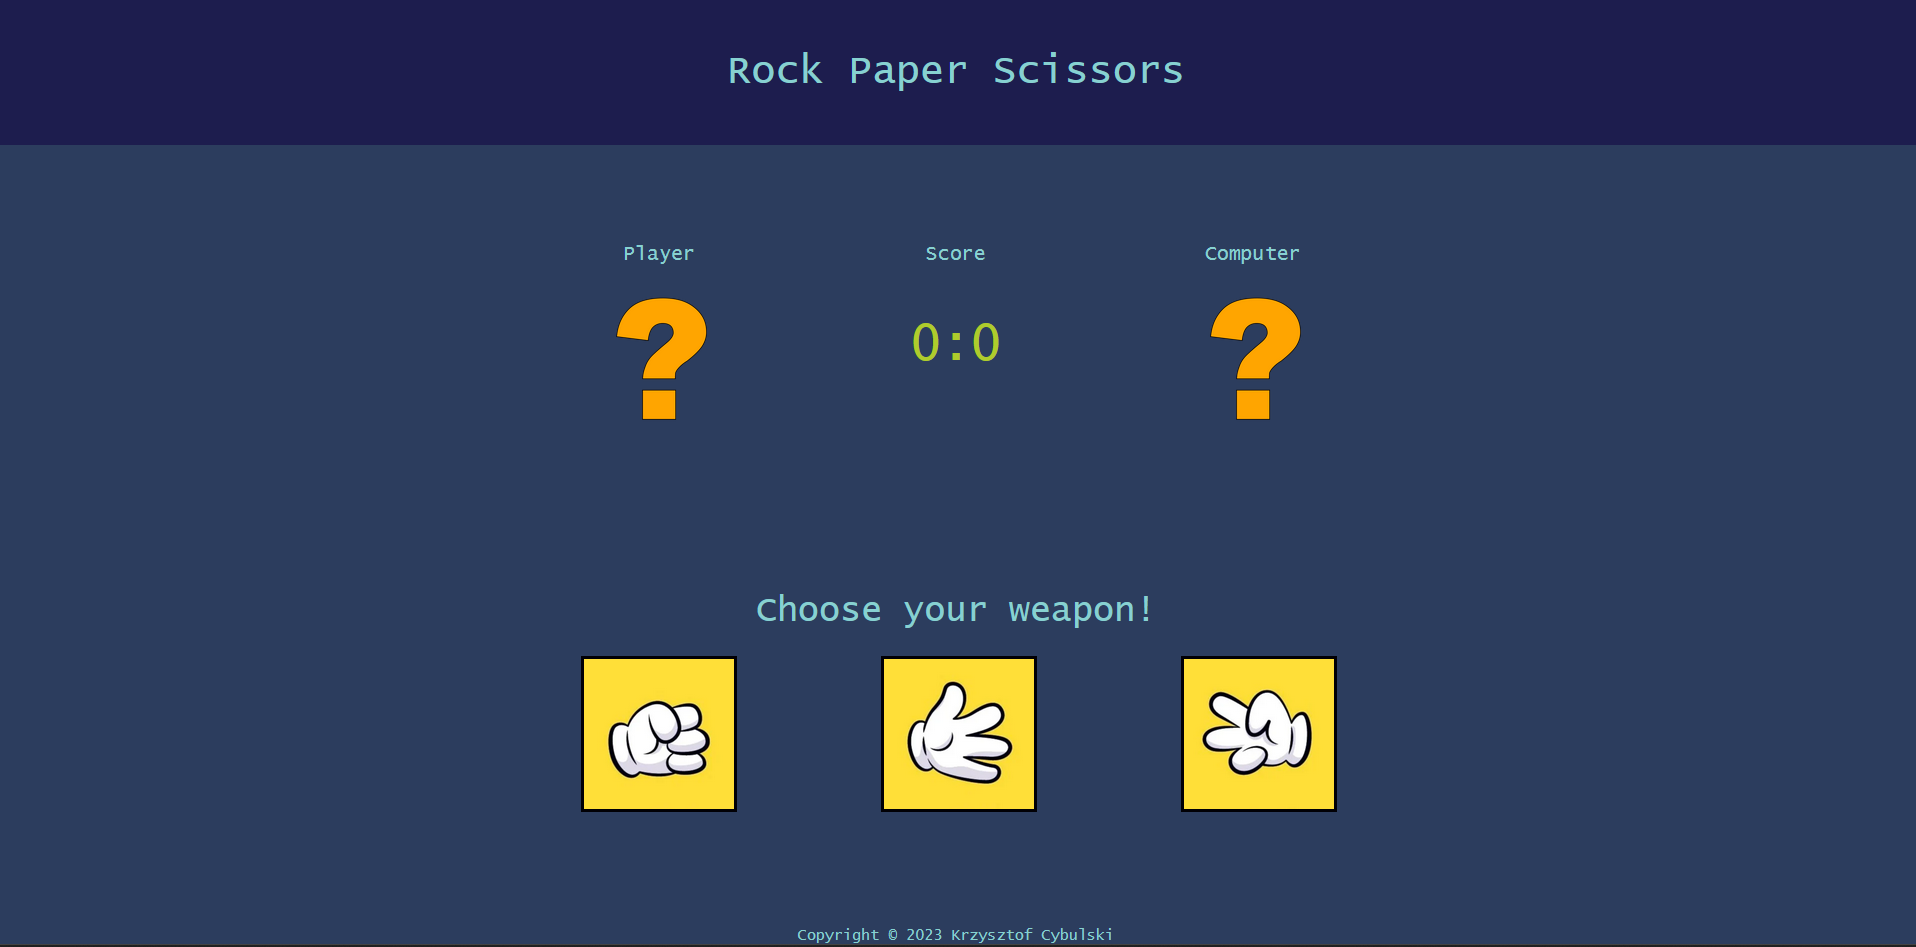 Rock Paper Scissors
Player Score Computer
? 0:0 ?
Choose your weapon!
Copyright © 2023 Krzysztof Cybulski